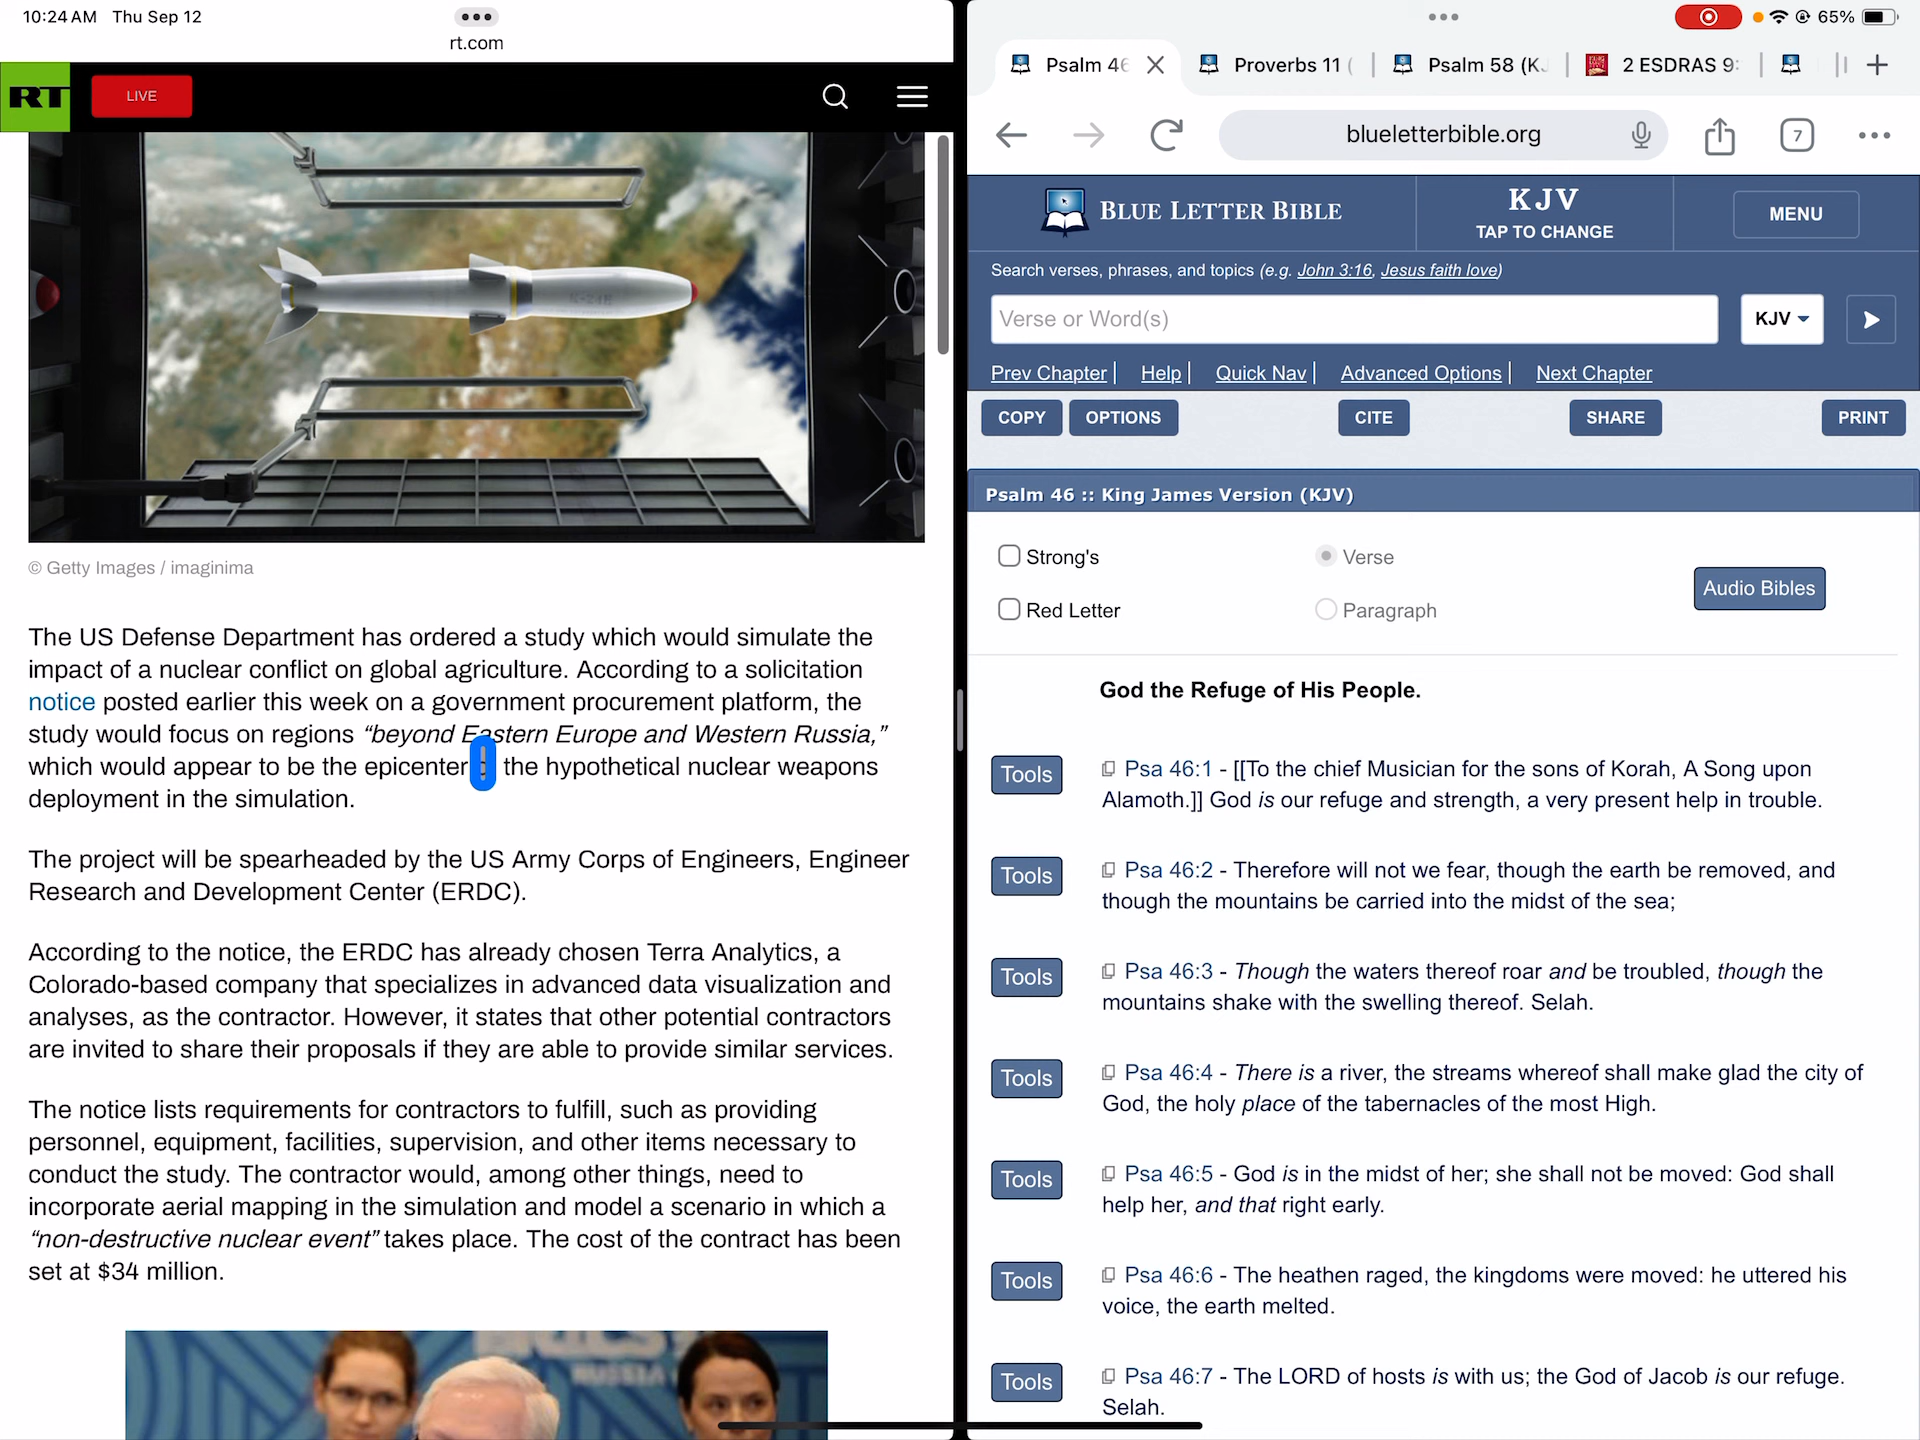 10:24 AM Thu Sep 12
rt.com
RT
LIVE
© Getty Images / imaginima
The US Defense Department has ordered a study which would simulate the
impact of a nuclear conflict on global agriculture. According to a solicitation
notice posted earlier this week on a government procurement platform, the
study would focus on regions “beyond Eastern Europe and Western Russia,”
which would appear to be the epicenter the hypothetical nuclear weapons
deployment in the simulation.
The project will be spearheaded by the US Army Corps of Engineers, Engineer
Research and Development Center (ERDC).
According to the notice, the ERDC has already chosen Terra Analytics, a
Colorado-based company that specializes in advanced data visualization and
analyses, as the contractor. However, it states that other potential contractors
are invited to share their proposals if they are able to provide similar services.
The notice lists requirements for contractors to fulfill, such as providing
personnel, equipment, facilities, supervision, and other items necessary to
conduct the study. The contractor would, among other things, need to
incorporate aerial mapping in the simulation and model a scenario in which a
“non-destructive nuclear event” takes place. The cost of the contract has been
set at $34 million.
65%
Psalm 46 Proverbs 11 ( Psalm 58 (KJ 2 ESDRAS 9:
blueletterbible.org
7
BLUE LETTER BIBLE
KJV
TAP TO CHANGE
MENU
Search verses, phrases, and topics (e.g. John 3:16, Jesus faith love)
Verse or Word(s)
KJV
Prev Chapter | Help | Quick Nav | Advanced Options | Next Chapter
COPY OPTIONS CITE SHARE PRINT
Psalm 46 :: King James Version (KJV)
Strong's Verse
Audio Bibles
Red Letter Paragraph
God the Refuge of His People.
Tools Psa 46:1 - [[To the chief Musician for the sons of Korah, A Song upon
Alamoth.]] God is our refuge and strength, a very present help in trouble.
Tools Psa 46:2 - Therefore will not we fear, though the earth be removed, and
though the mountains be carried into the midst of the sea;
Tools Psa 46:3 - Though the waters thereof roar and be troubled, though the
mountains shake with the swelling thereof. Selah.
Tools Psa 46:4 - There is a river, the streams whereof shall make glad the city of
God, the holy place of the tabernacles of the most High.
Tools Psa 46:5 - God is in the midst of her; she shall not be moved: God shall
help her, and that right early.
Tools Psa 46:6 - The heathen raged, the kingdoms were moved: he uttered his
voice, the earth melted.
Tools Psa 46:7 - The LORD of hosts is with us; the God of Jacob is our refuge.
Selah.